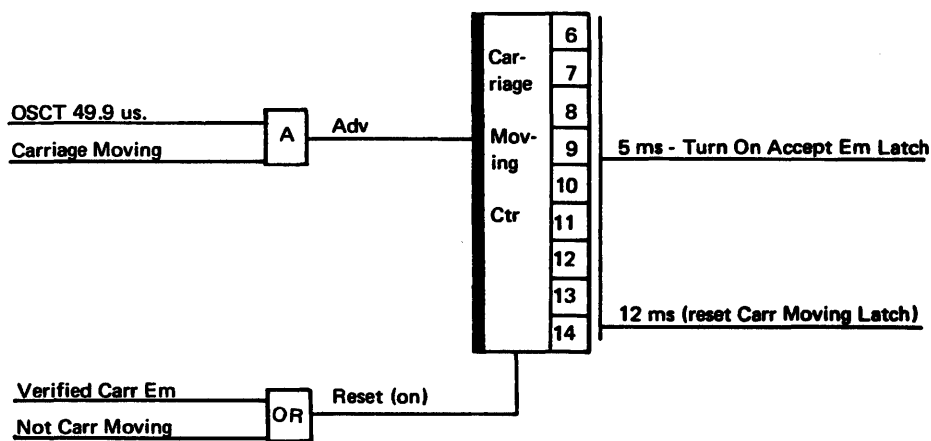 6
Car-
riage
7
OSCT 49.9 us.
8
A
Adv
Mov-
ing
9
Carriage Moving
5 ms - Turn On Accept Em Latch
10
Ctr
11
12
13
12 ms (reset Carr Moving Latch)
14
Verified Carr Em
Reset (on)
OR
Not Carr Moving